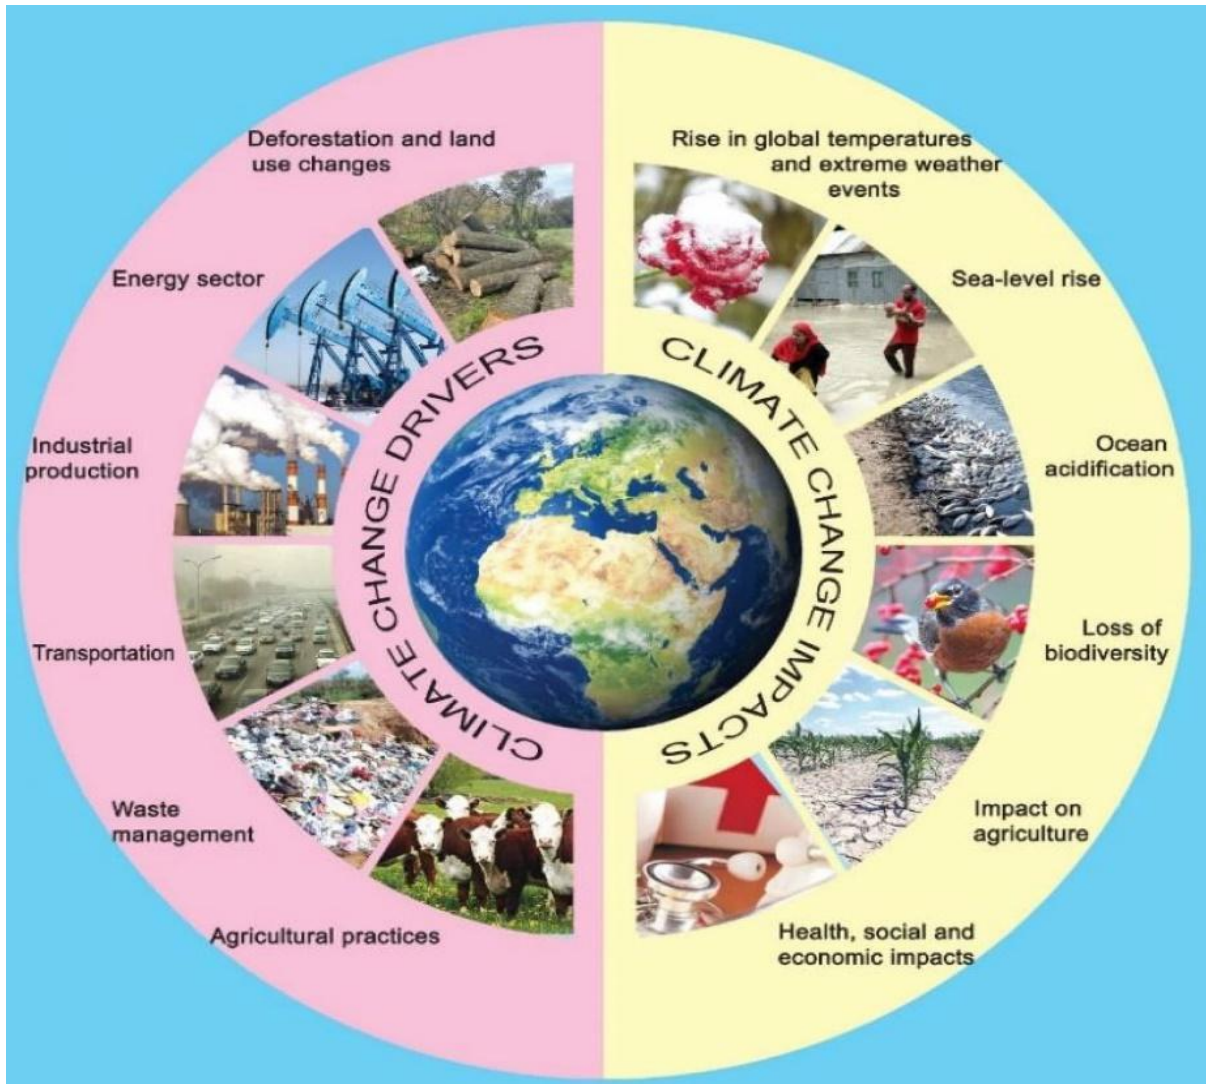 Deforestation and land
use changes
Energy sector
Industrial
production
Transportation
Waste
management
Agricultural practices
CLIMATE CHANGE DRIVERS
CLIMATE CHANGE IMPACTS
Rise in global temperatures
and extreme weather
events
Sea-level rise
Ocean
acidification
Loss of
biodiversity
Impact on
agriculture
Health, social and
economic impacts